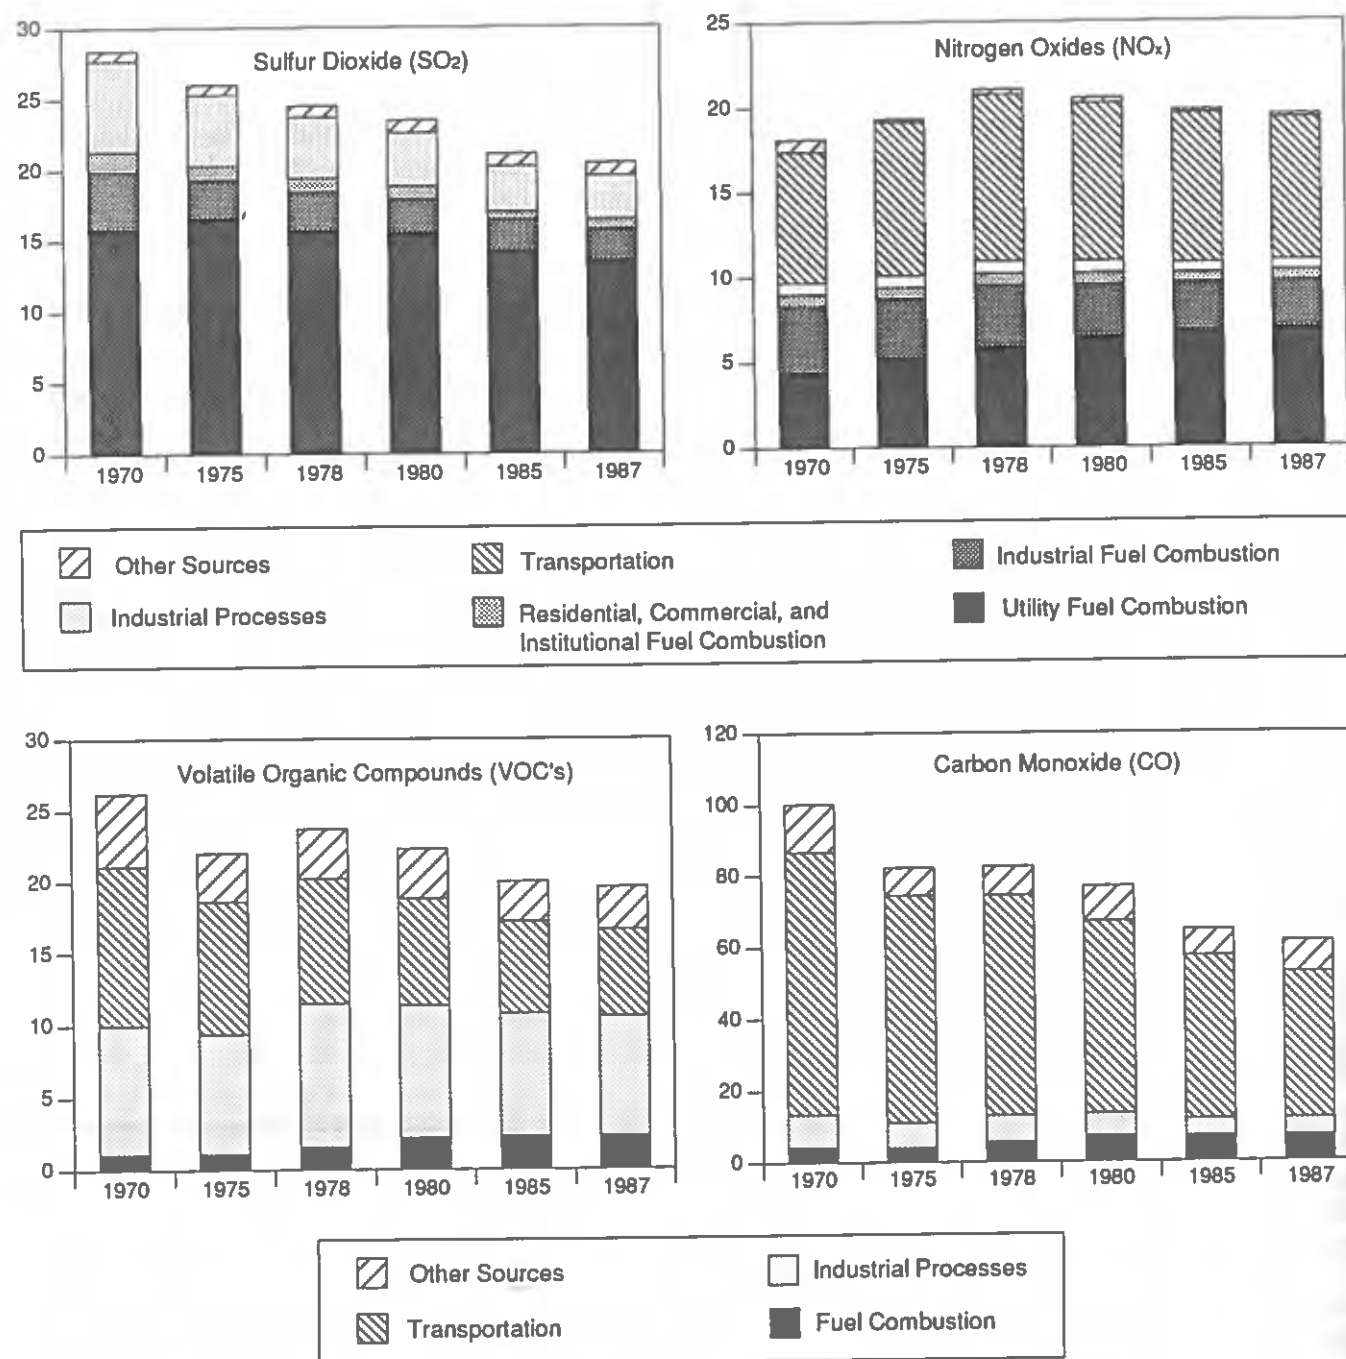 Sulfur Dioxide (SO2)
30
25
20
15
10
5
0
1970 1975 1978 1980 1985 1987
Nitrogen Oxides (NOx)
25
20
15
10
5
0
1970 1975 1978 1980 1985 1987
Other Sources
Transportation
Industrial Fuel Combustion
Industrial Processes
Residential, Commercial, and
Institutional Fuel Combustion
Utility Fuel Combustion
Volatile Organic Compounds (VOC's)
30
25
20
15
10
5
0
1970 1975 1978 1980 1985 1987
Carbon Monoxide (CO)
120
100
80
60
40
20
0
1970 1975 1978 1980 1985 1987
Other Sources
Industrial Processes
Transportation
Fuel Combustion